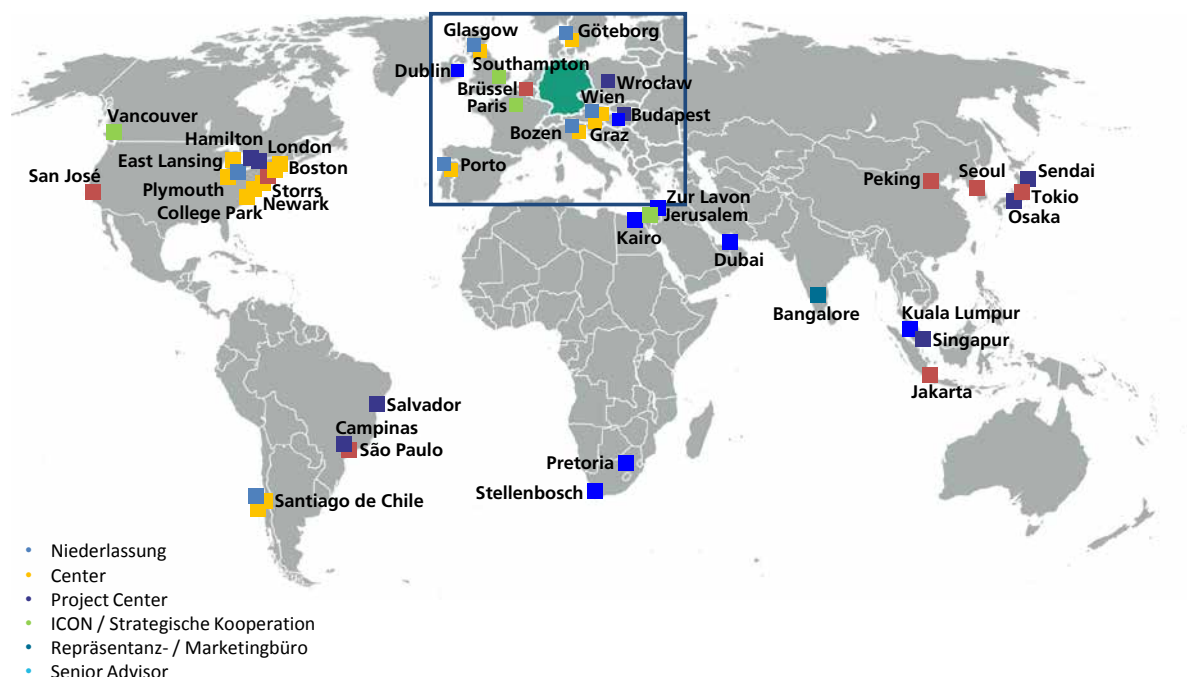 Glasgow
Göteborg
Dublin
Southampton
Brüssel
Wrocław
Wien
Paris
Budapest
Bozen
Graz
Porto
Vancouver
Hamilton
London
East Lansing
Boston
San José
Plymouth
Storrs
Newark
College Park
Zur Lavon
Jerusalem
Kairo
Dubai
Peking
Seoul
Sendai
Tokio
Osaka
Bangalore
Kuala Lumpur
Singapur
Jakarta
Salvador
Campinas
São Paulo
Pretoria
Stellenbosch
Santiago de Chile
• Niederlassung
• Center
• Project Center
• ICON / Strategische Kooperation
• Repräsentanz- / Marketingbüro
• Senior Advisor